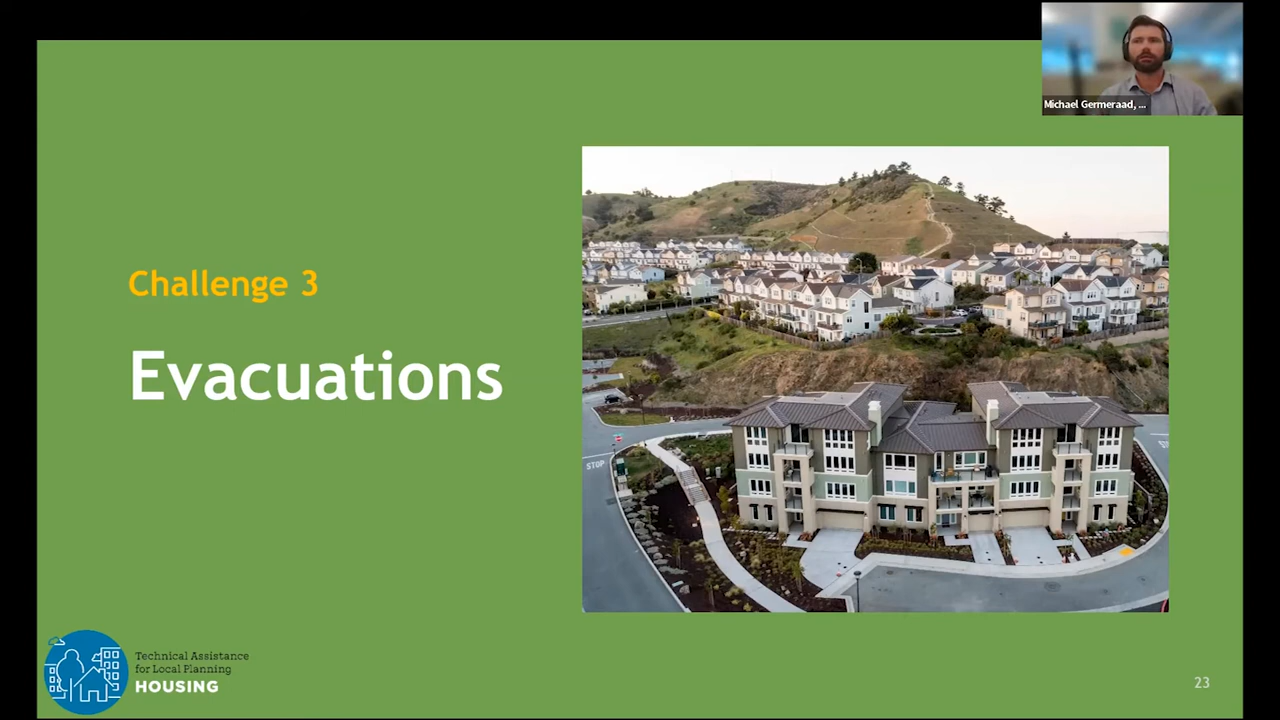 Michael Germeraad, ...
Challenge 3
Evacuations
STOP
Technical Assistance
for Local Planning
HOUSING
23